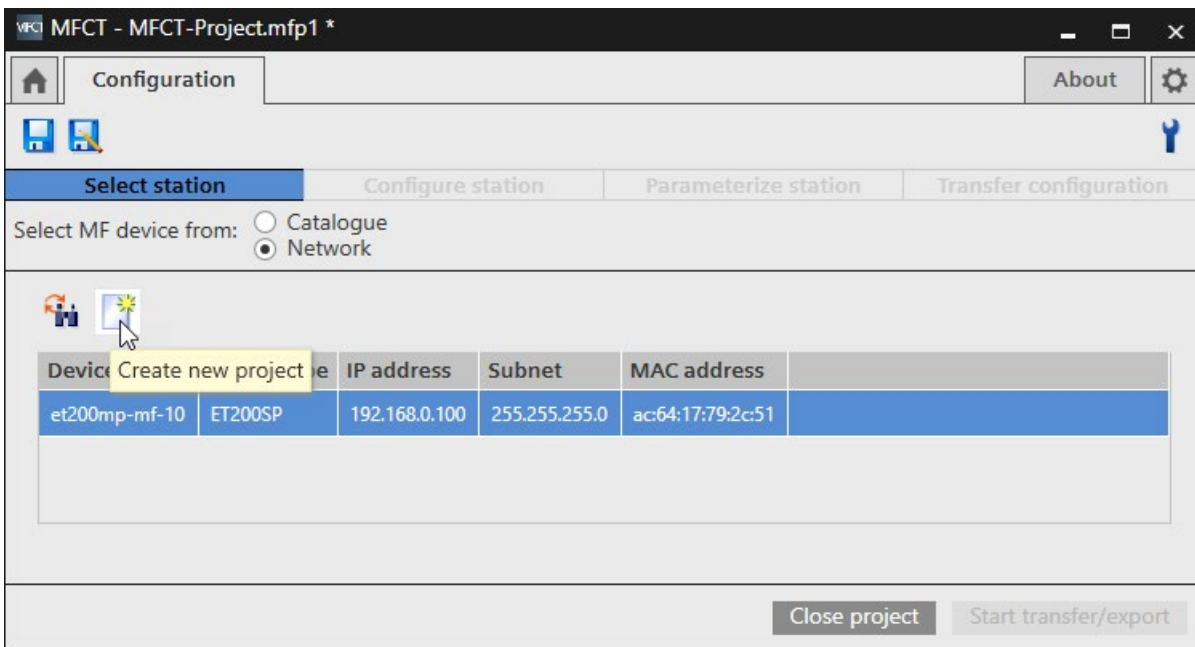 MFCT MFCT - MFCT-Project.mfp1 *
Configuration
About
Select station
Configure station
Parameterize station
Transfer configuration
Select MF device from:
Catalogue
Network
Create new project
IP address
Subnet
MAC address
et200mp-mf-10
ET200SP
192.168.0.100
255.255.255.0
ac:64:17:79:2c:51
Close project
Start transfer/export